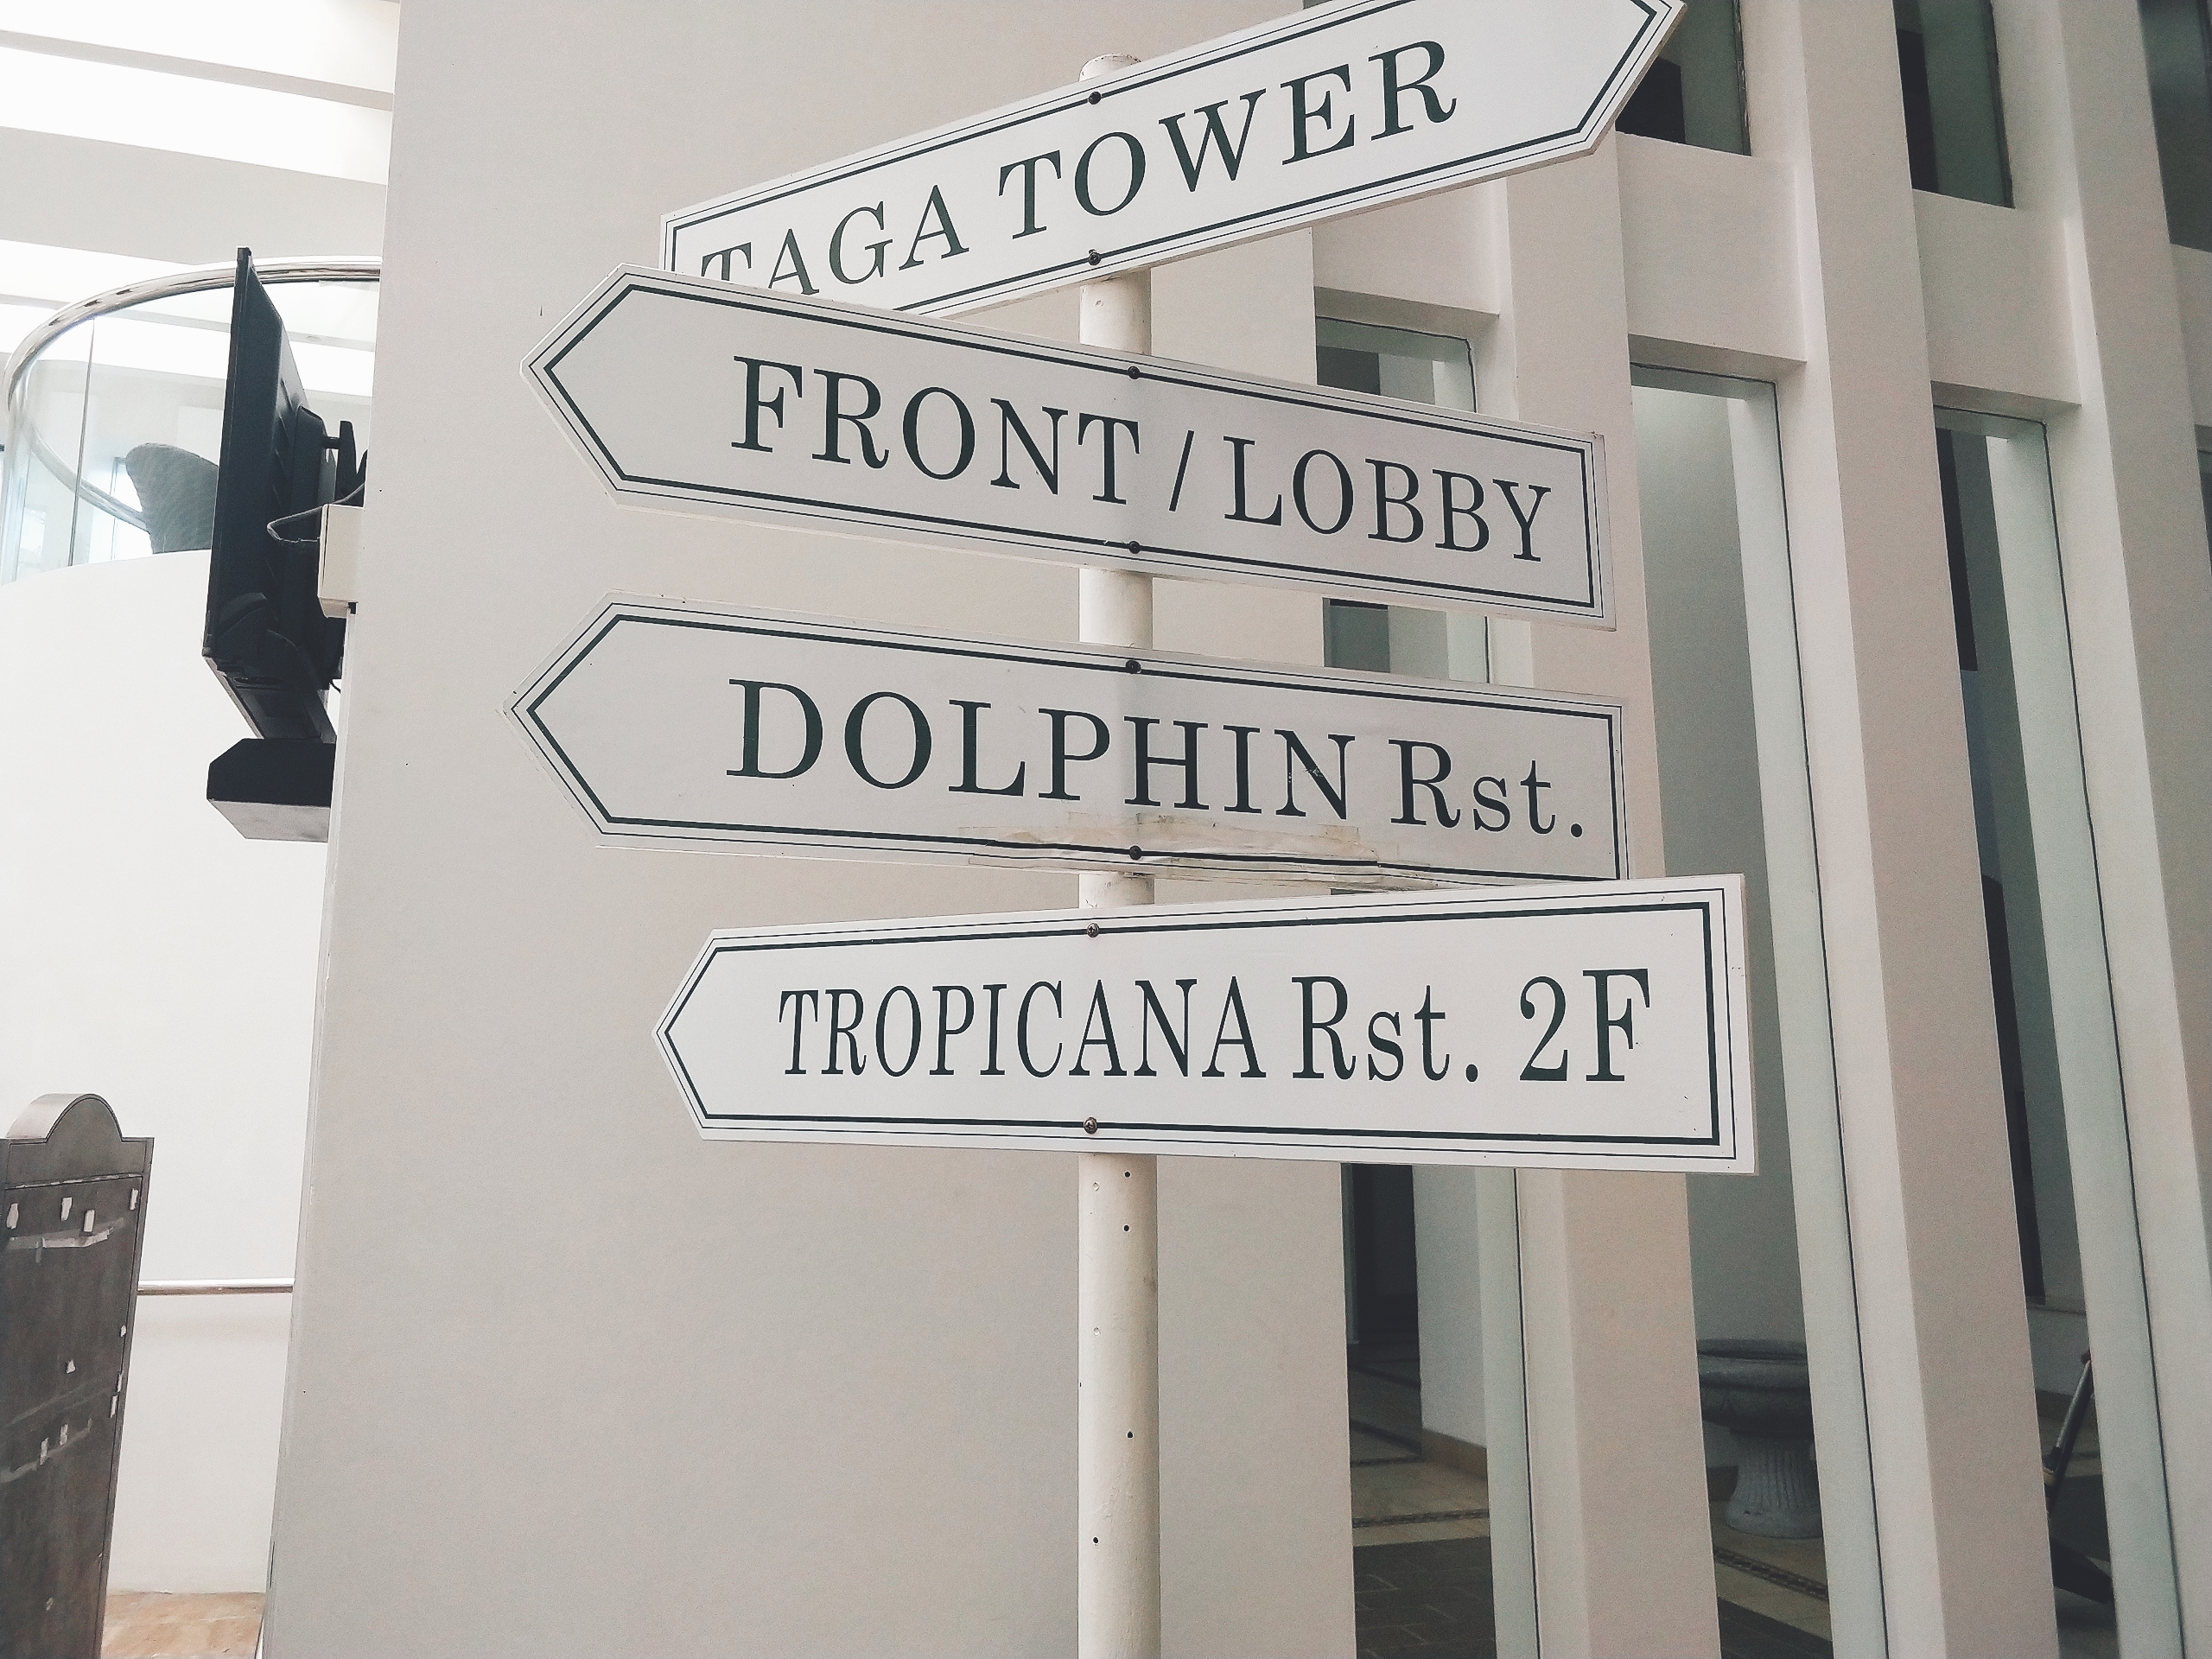 TAGA TOWER
FRONT / LOBBY
DOLPHIN Rst.
TROPICANA Rst. 2F